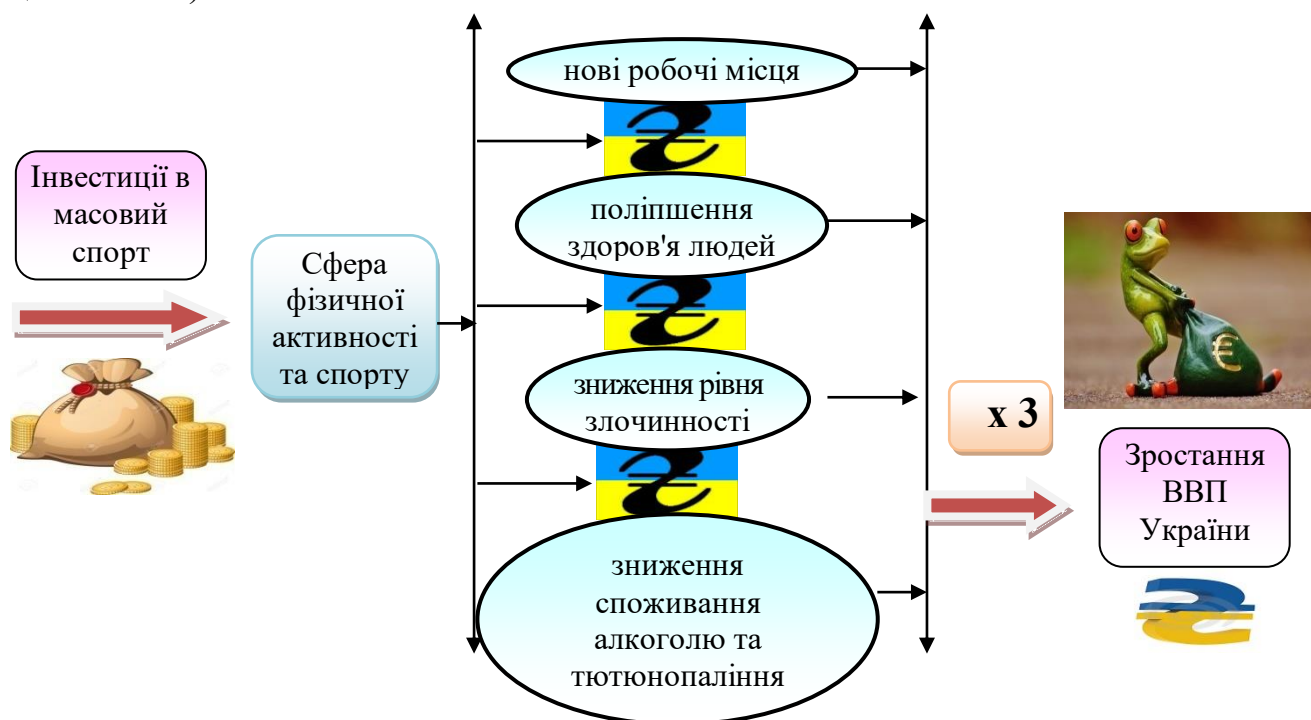 Інвестиції в
масовий
спорт
Сфера
фізичної
активності
та спорту
нові робочі місця
₴
поліпшення
здоров'я людей
₴
зниження рівня
злочинності
₴
зниження
споживання
алкоголю та
тютюнопаління
х 3
€
Зростання
ВВП
України